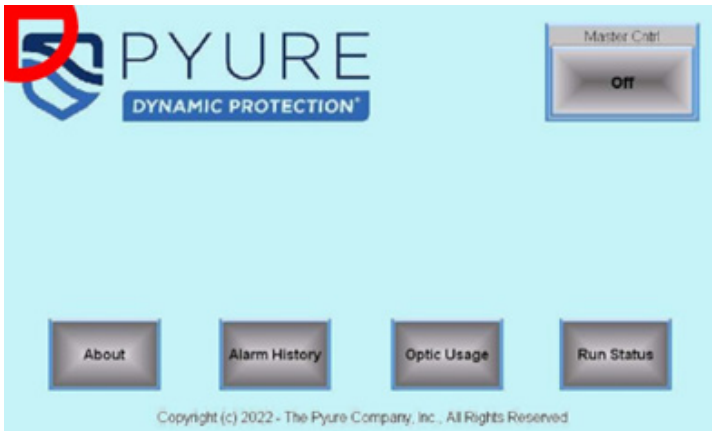 PYURE
DYNAMIC PROTECTION®
Master Cntrl
Off
About
Alarm History
Optic Usage
Run Status
Copyright (c) 2022 - The Pyure Company, Inc., All Rights Reserved